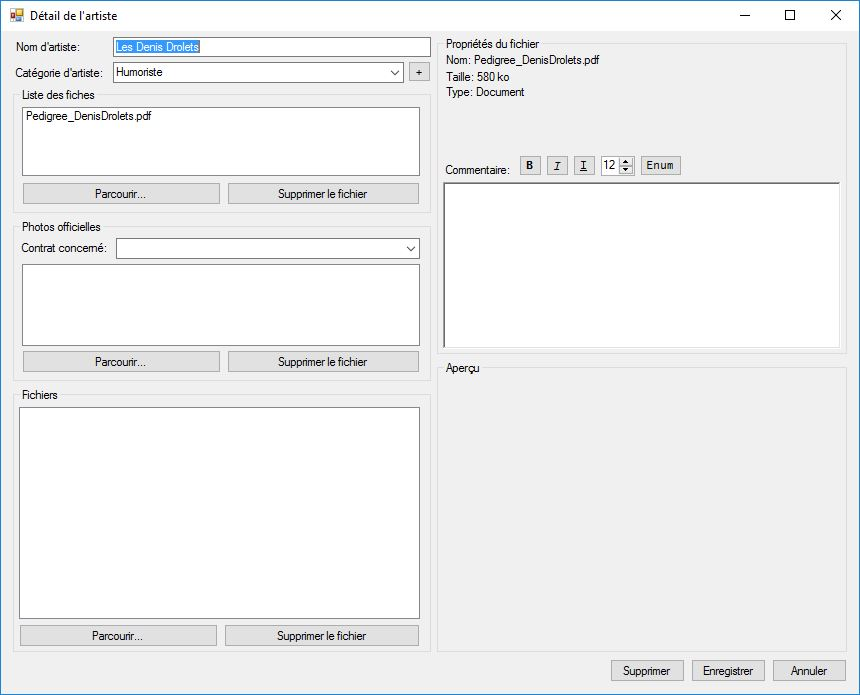 Détail de l'artiste
Nom d'artiste: Les Denis Drolets
Catégorie d'artiste: Humoriste +
Liste des fiches
Pedigree_DenisDrolets.pdf
Parcourir... Supprimer le fichier
Photos officielles
Contrat concerné:
Parcourir... Supprimer le fichier
Fichiers
Parcourir... Supprimer le fichier
Propriétés du fichier
Nom: Pedigree_DenisDrolets.pdf
Taille: 580 ko
Type: Document
Commentaire: B I I 12 Enum
Aperçu
Supprimer Enregistrer Annuler